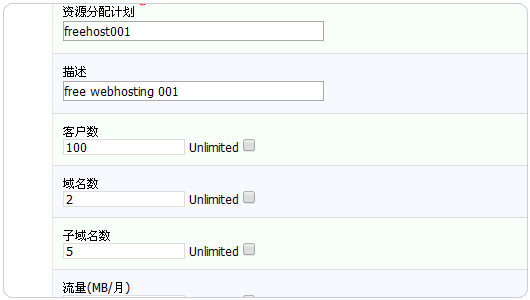 资源分配计划 *
freehost001
描述
free webhosting 001
客户数
100 Unlimited
域名数
2 Unlimited
子域名数
5 Unlimited
流量(MB/月)